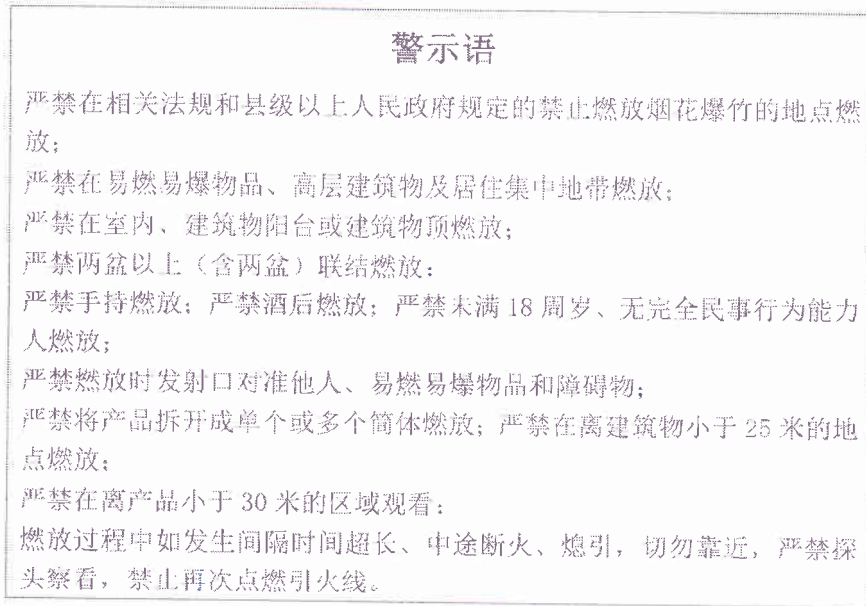 警示语
严禁在相关法规和县级以上人民政府规定的禁止燃放烟花爆竹的地点燃
放;
严禁在易燃易爆物品、高层建筑物及居住集中地带燃放;
严禁在室内、建筑物阳台或建筑物顶燃放;
严禁两盆以上（含两盆）联结燃放:
严禁手持燃放; 严禁酒后燃放; 严禁未满 18 周岁、无完全民事行为能力
人燃放;
严禁燃放时发射口对准他人、易燃易爆物品和障碍物;
严禁将产品拆开成单个或多个筒体燃放; 严禁在离建筑物小于 25 米的地
点燃放;
严禁在离产品小于 30 米的区域观看:
燃放过程中如发生间隔时间超长、中途断火、熄引, 切勿靠近, 严禁探
头察看, 禁止再次点燃引火线。